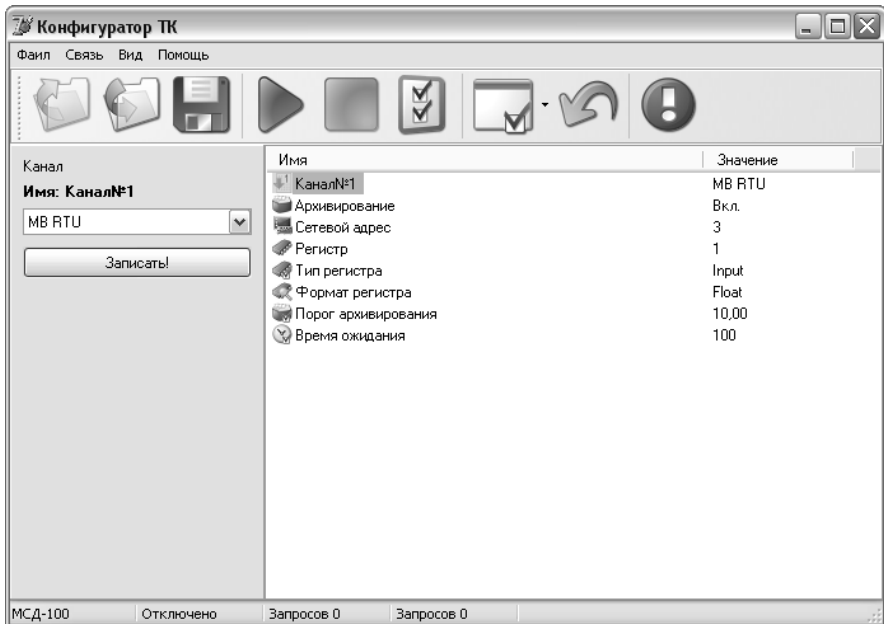 Конфигуратор ТК
Фаил Связь Вид Помощь
Канал
Имя: Канал№1
MB RTU
Записать!
Имя Значение
Канал№1 MB RTU
Архивирование Вкл.
Сетевой адрес 3
Регистр 1
Тип регистра Input
Формат регистра Float
Порог архивирования 10,00
Время ожидания 100
МСД-100 Отключено Запросов 0 Запросов 0